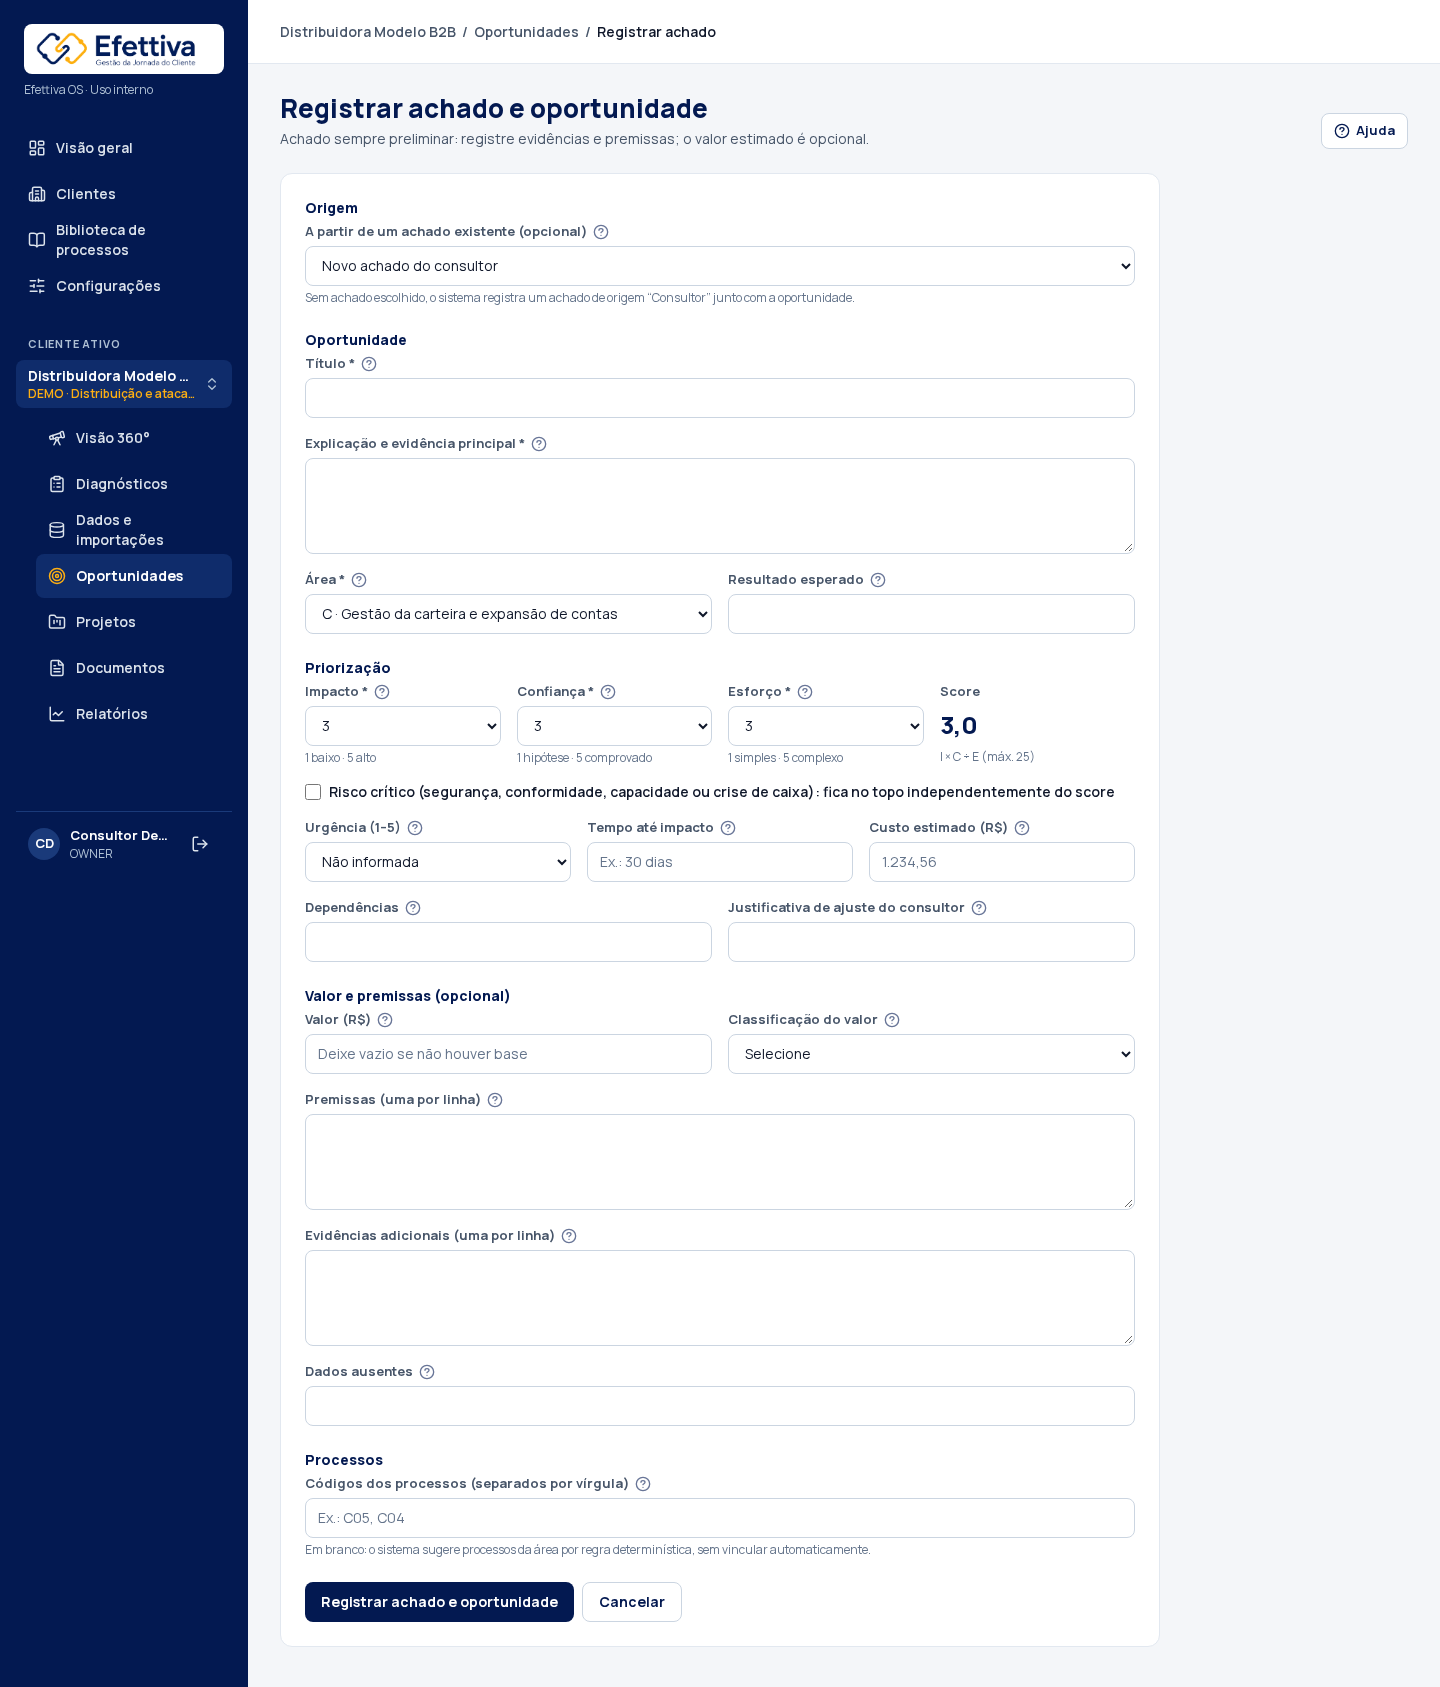 Efettiva
Gestão da Jornada do Cliente
Efettiva OS · Uso interno
Visão geral
Clientes
Biblioteca de
processos
Configurações
CLIENTE ATIVO
Distribuidora Modelo ...
DEMO · Distribuição e ataca...
Visão 360°
Diagnósticos
Dados e
importações
Oportunidades
Projetos
Documentos
Relatórios
CD
Consultor De...
OWNER
Distribuidora Modelo B2B / Oportunidades / Registrar achado
Registrar achado e oportunidade
Achado sempre preliminar: registre evidências e premissas; o valor estimado é opcional.
Ajuda
Origem
A partir de um achado existente (opcional)
Novo achado do consultor
Sem achado escolhido, o sistema registra um achado de origem “Consultor” junto com a oportunidade.
Oportunidade
Título *
Explicação e evidência principal *
Área * Resultado esperado
C · Gestão da carteira e expansão de contas
Priorização
Impacto * Confiança * Esforço * Score
3 3 3 3,0
1 baixo · 5 alto 1 hipótese · 5 comprovado 1 simples · 5 complexo I × C ÷ E (máx. 25)
Risco crítico (segurança, conformidade, capacidade ou crise de caixa): fica no topo independentemente do score
Urgência (1–5) Tempo até impacto Custo estimado (R$)
Não informada Ex.: 30 dias 1.234,56
Dependências Justificativa de ajuste do consultor
Valor e premissas (opcional)
Valor (R$) Classificação do valor
Deixe vazio se não houver base Selecione
Premissas (uma por linha)
Evidências adicionais (uma por linha)
Dados ausentes
Processos
Códigos dos processos (separados por vírgula)
Ex.: C05, C04
Em branco: o sistema sugere processos da área por regra determinística, sem vincular automaticamente.
Registrar achado e oportunidade Cancelar